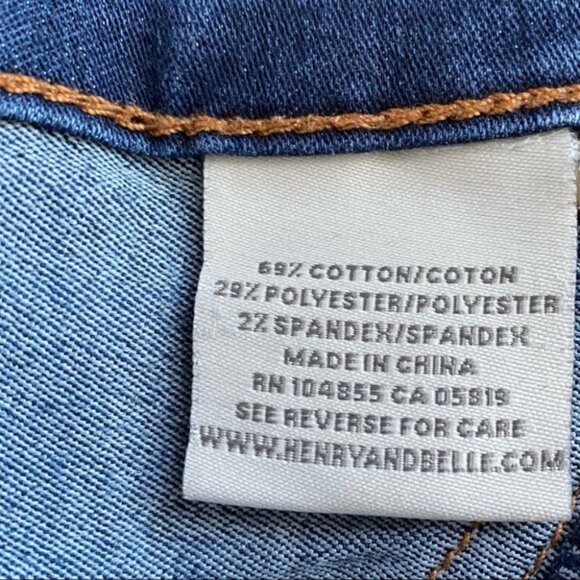 69% COTTON/COTON
29% POLYESTER/POLYESTER
2% SPANDEX/SPANDEX
MADE IN CHINA
RN 104855 CA 05819
SEE REVERSE FOR CARE
WWW.HENRYANDBELLE.COM